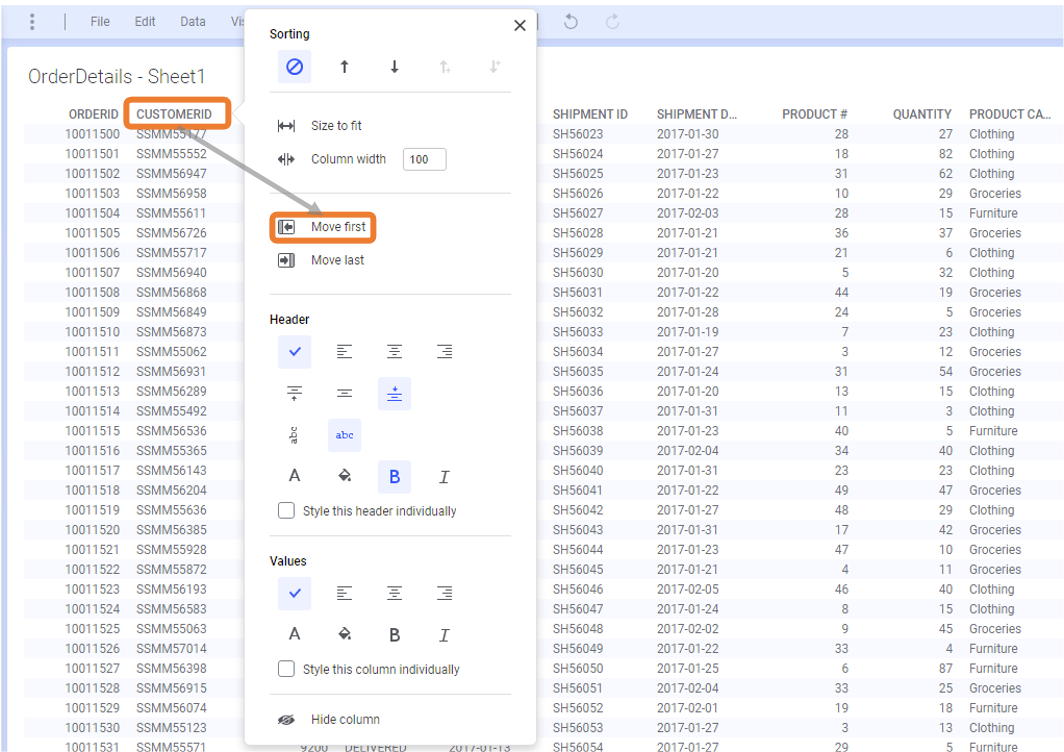 File Edit Data
OrderDetails - Sheet1
ORDERID CUSTOMERID SHIPMENT ID SHIPMENT D... PRODUCT # QUANTITY PRODUCT CA...
10011500 SSMM55177 SH56023 2017-01-30 28 27 Clothing
10011501 SSMM55552 SH56024 2017-01-27 18 82 Clothing
10011502 SSMM56947 SH56025 2017-01-23 31 62 Clothing
10011503 SSMM56958 SH56026 2017-01-22 10 29 Groceries
10011504 SSMM55611 SH56027 2017-02-03 28 15 Furniture
10011505 SSMM56726 SH56028 2017-01-21 36 37 Groceries
10011506 SSMM55717 SH56029 2017-01-21 21 6 Clothing
10011507 SSMM56940 SH56030 2017-01-20 5 32 Clothing
10011508 SSMM56868 SH56031 2017-01-22 44 19 Groceries
10011509 SSMM56849 SH56032 2017-01-28 24 5 Groceries
10011510 SSMM56873 SH56033 2017-01-19 7 23 Clothing
10011511 SSMM55062 SH56034 2017-01-27 3 12 Groceries
10011512 SSMM56931 SH56035 2017-01-24 31 54 Groceries
10011513 SSMM56289 SH56036 2017-01-20 13 15 Clothing
10011514 SSMM55492 SH56037 2017-01-31 11 3 Clothing
10011515 SSMM56536 SH56038 2017-01-23 40 5 Furniture
10011516 SSMM55365 SH56039 2017-02-04 34 40 Clothing
10011517 SSMM56143 SH56040 2017-01-31 23 23 Clothing
10011518 SSMM56204 SH56041 2017-01-22 49 47 Groceries
10011519 SSMM55636 SH56042 2017-01-27 48 29 Clothing
10011520 SSMM56385 SH56043 2017-01-31 17 42 Groceries
10011521 SSMM55928 SH56044 2017-01-23 47 10 Groceries
10011522 SSMM55872 SH56045 2017-01-21 4 11 Groceries
10011523 SSMM56193 SH56046 2017-02-05 46 40 Clothing
10011524 SSMM56583 SH56047 2017-01-24 8 15 Clothing
10011525 SSMM55063 SH56048 2017-02-02 9 45 Groceries
10011526 SSMM57014 SH56049 2017-01-22 33 4 Furniture
10011527 SSMM56398 SH56050 2017-01-25 6 87 Furniture
10011528 SSMM56915 SH56051 2017-02-04 33 25 Groceries
10011529 SSMM56074 SH56052 2017-02-01 19 18 Furniture
10011530 SSMM55123 SH56053 2017-01-27 3 13 Clothing
10011531 SSMM55571 9200 DELIVERED 2017-01-13 SH56054 2017-01-27 29 5 Furniture
Sorting
Size to fit
Column width 100
Move first
Move last
Header
abc abc
A B I
Style this header individually
Values
A B I
Style this column individually
Hide column